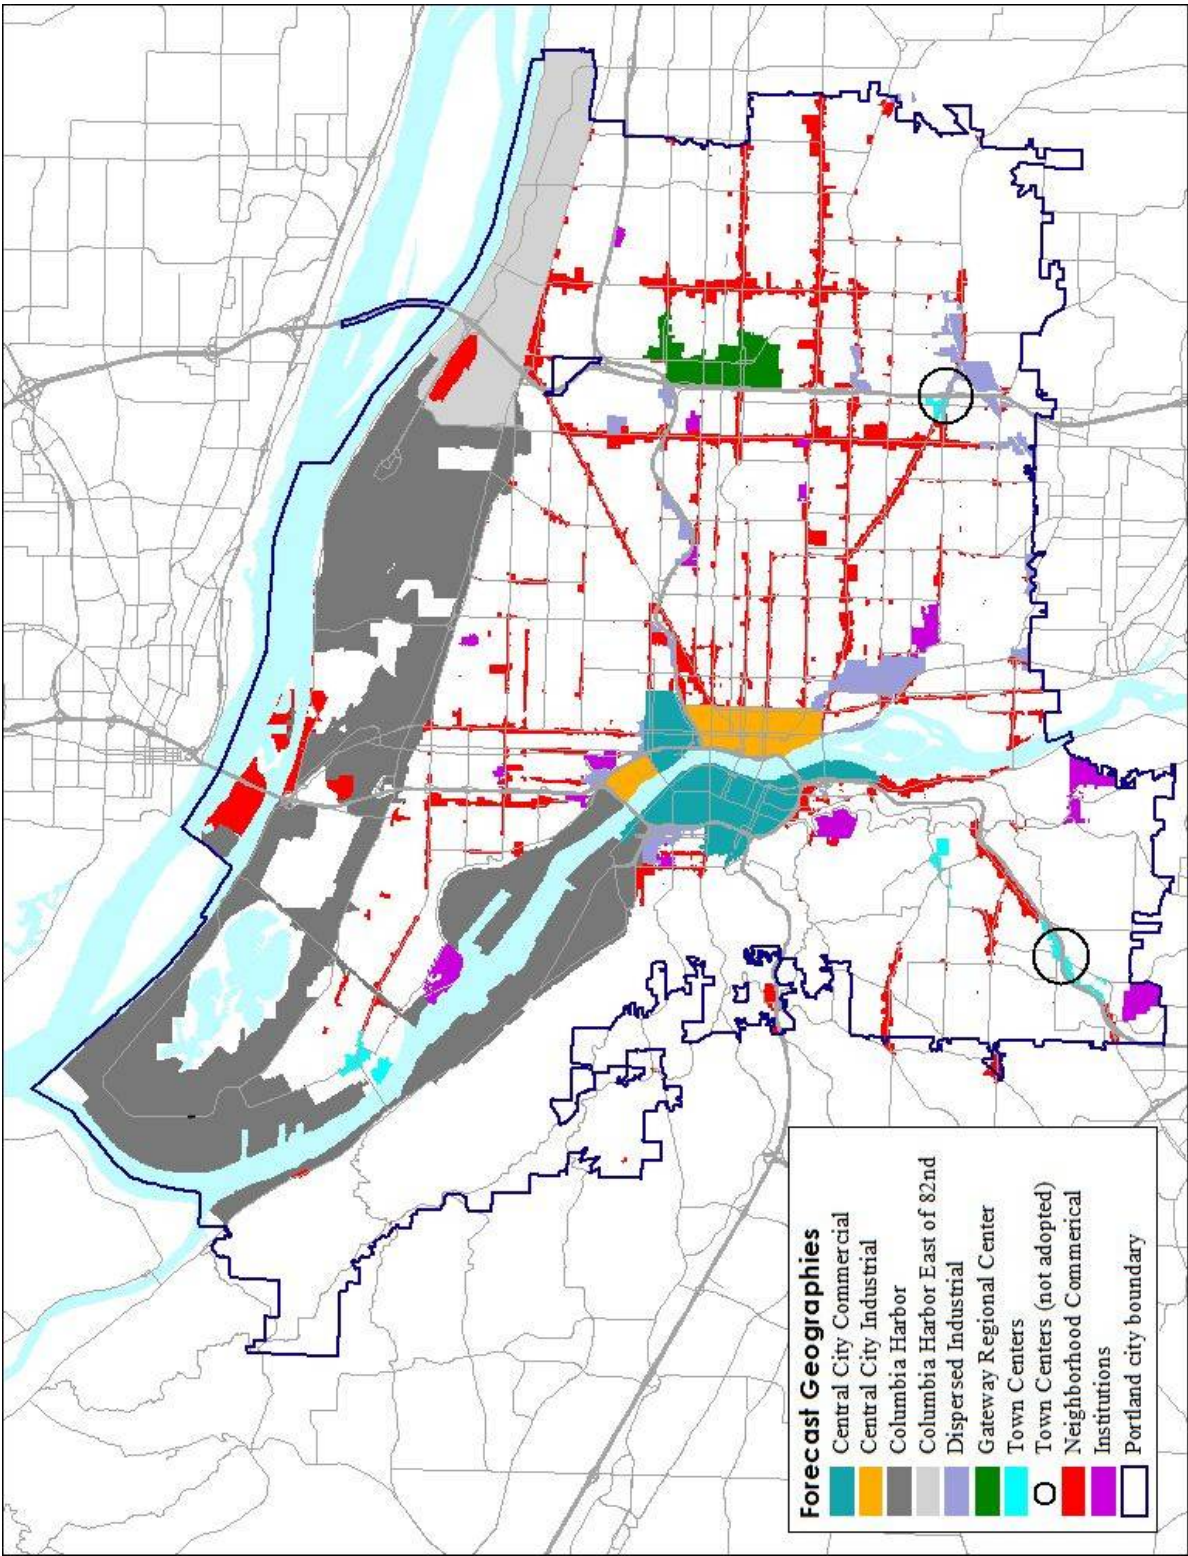 Forecast Geographies
Central City Commercial
Central City Industrial
Columbia Harbor
Columbia Harbor East of 82nd
Dispersed Industrial
Gateway Regional Center
Town Centers
Town Centers (not adopted)
Neighborhood Commerical
Institutions
Portland city boundary